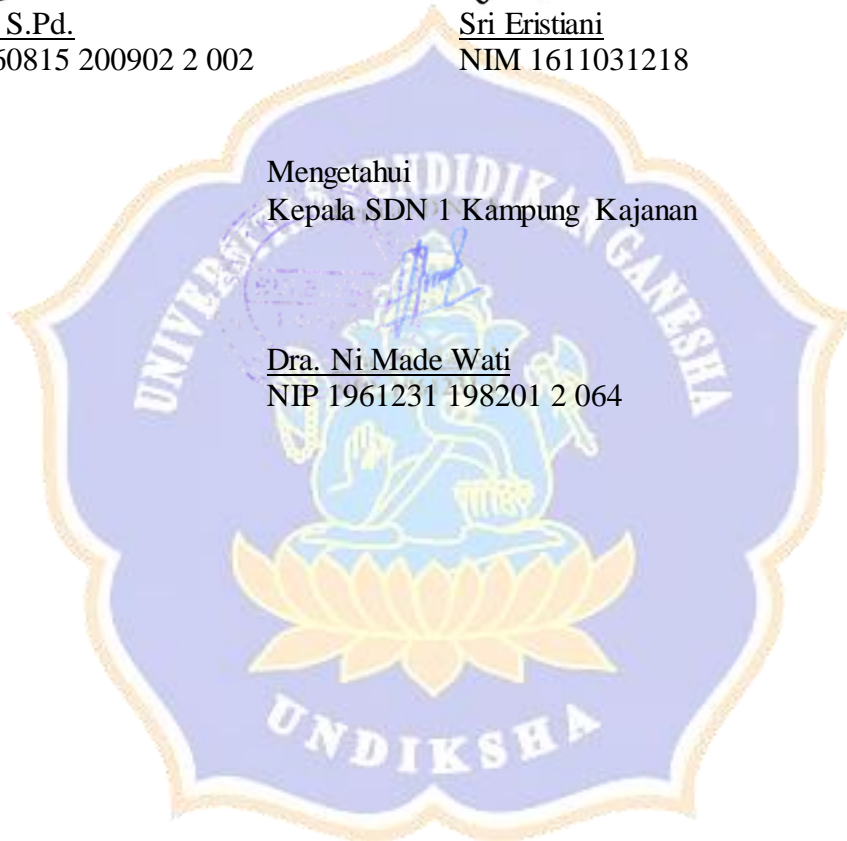 S.Pd.
60815 200902 2 002
Sri Eristiani
NIM 1611031218
Mengetahui
Kepala SDN 1 Kampung Kajanan
Dra. Ni Made Wati
NIP 1961231 198201 2 064
UNIVERSITAS PENDIDIKAN GANESHA
UNDIKSHA